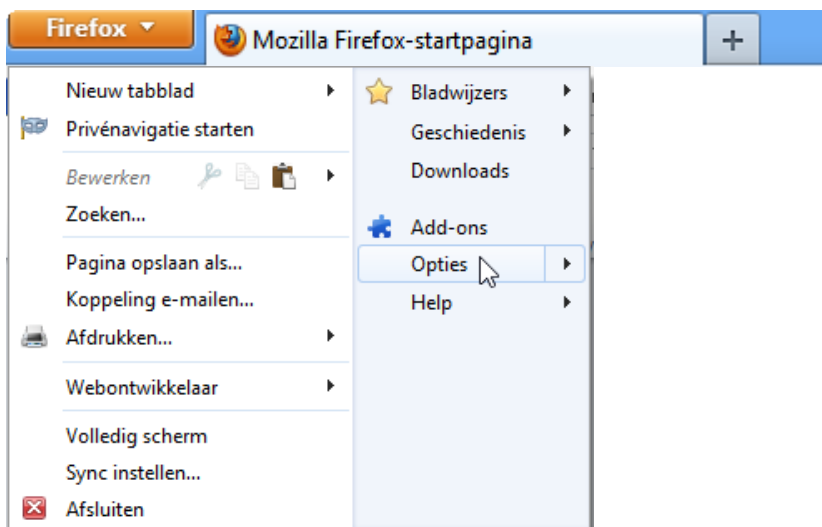 Firefox
Mozilla Firefox-startpagina
Nieuw tabblad
Privénavigatie starten
Bewerken
Zoeken...
Pagina opslaan als...
Koppeling e-mailen...
Afdrukken...
Webontwikkelaar
Volledig scherm
Sync instellen...
Afsluiten
Bladwijzers
Geschiedenis
Downloads
Add-ons
Opties
Help